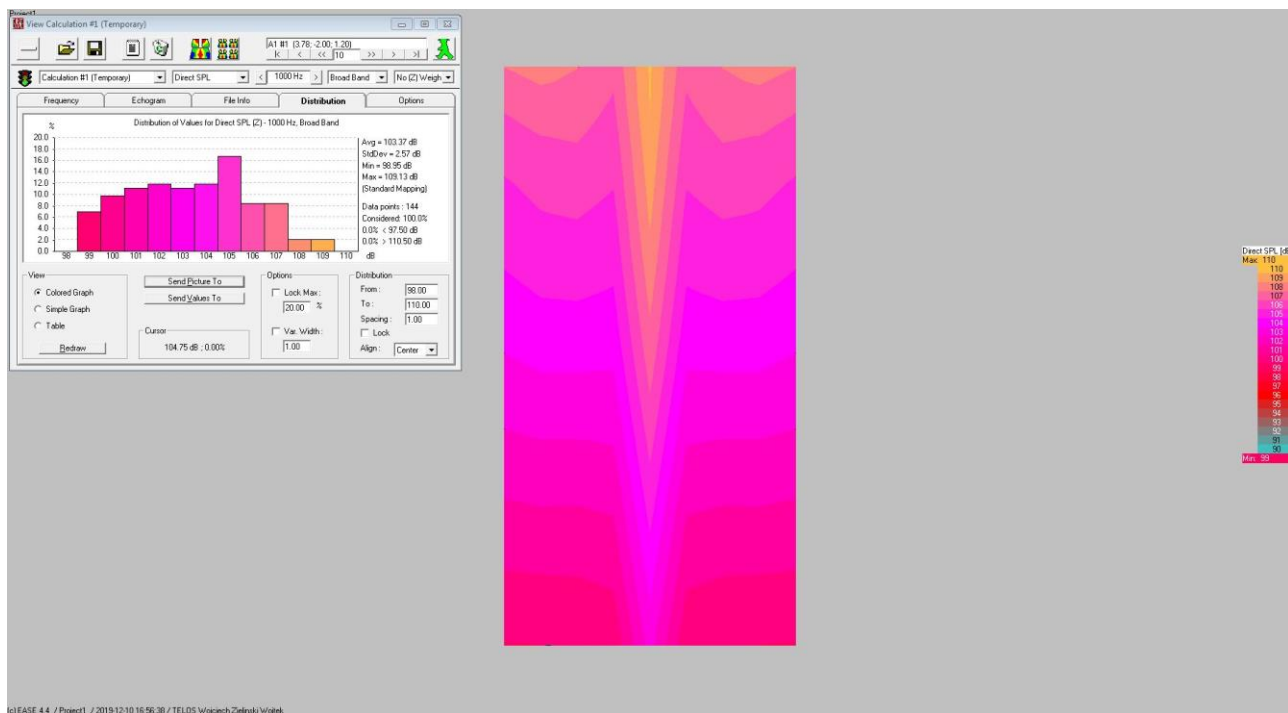 Project1
View Calculation #1 (Temporary)
A1 #1 (3.78; -2.00; 1.20)
K < << 10 >> > >I
Calculation #1 (Temporary) Direct SPL < 1000 Hz > Broad Band No (Z) Weigh
Frequency Echogram File Info Distribution Options
Distribution of Values for Direct SPL (Z) - 1000 Hz, Broad Band
%
20.0
18.0
16.0
14.0
12.0
10.0
8.0
6.0
4.0
2.0
0.0
98 99 100 101 102 103 104 105 106 107 108 109 110 dB
Avg = 103.37 dB
StdDev = 2.57 dB
Min = 98.95 dB
Max = 109.13 dB
(Standard Mapping)
Data points : 144
Considered: 100.0%
0.0% < 97.50 dB
0.0% > 110.50 dB
View
Colored Graph
Simple Graph
Table
Redraw
Send Picture To
Send Values To
Cursor
104.75 dB ; 0.00%
Options
Lock Max :
20.00 %
Var. Width :
1.00
Distribution
From : 98.00
To : 110.00
Spacing : 1.00
Lock
Align : Center
Direct SPL [dB
Max: 110
110
109
108
107
106
105
104
103
102
101
100
99
98
97
96
95
94
93
92
91
90
Min: 99
(c) EASE 4.4 / Project1 / 2019-12-10 16:56:38 / TELOS Wojciech Zielinski Wojtek